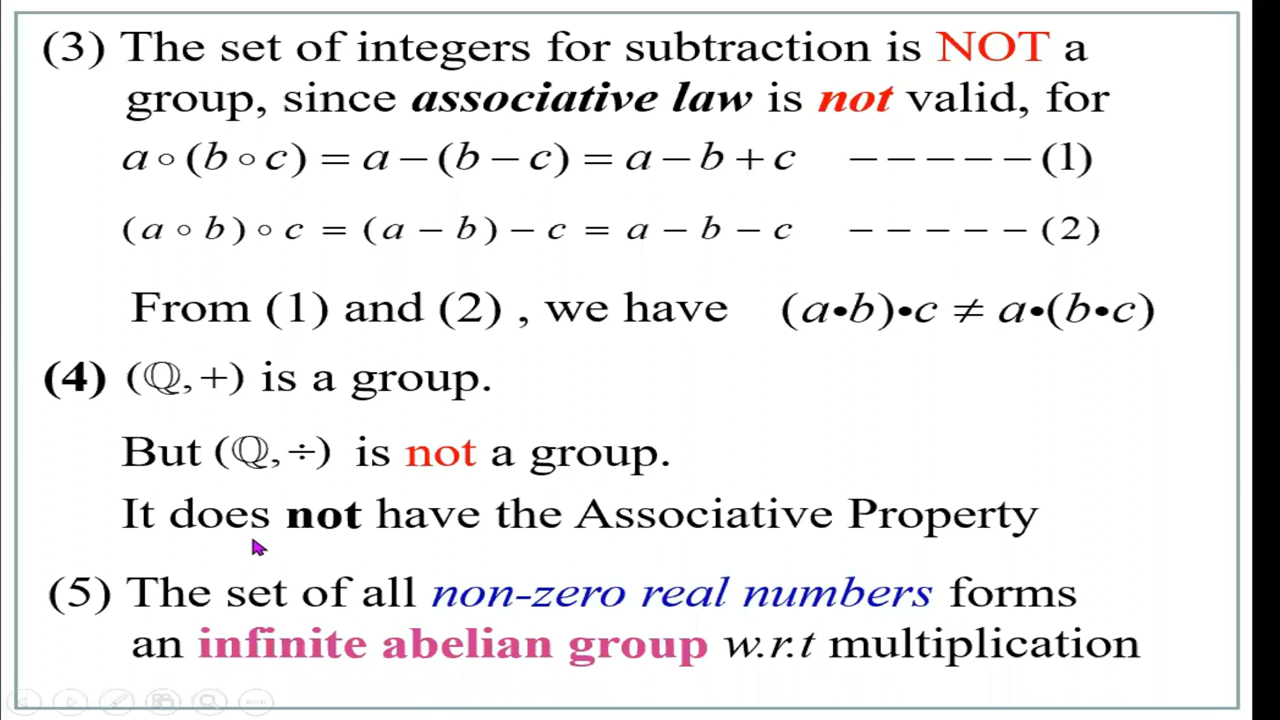 (3) The set of integers for subtraction is NOT a
group, since associative law is not valid, for
a ∘ (b ∘ c) = a − (b − c) = a − b + c − − − − − (1)
(a ∘ b) ∘ c = (a − b) − c = a − b − c − − − − − (2)
From (1) and (2) , we have (a•b)•c ≠ a•(b•c)
(4) (ℚ, +) is a group.
But (ℚ, ÷) is not a group.
It does not have the Associative Property
(5) The set of all non-zero real numbers forms
an infinite abelian group w.r.t multiplication